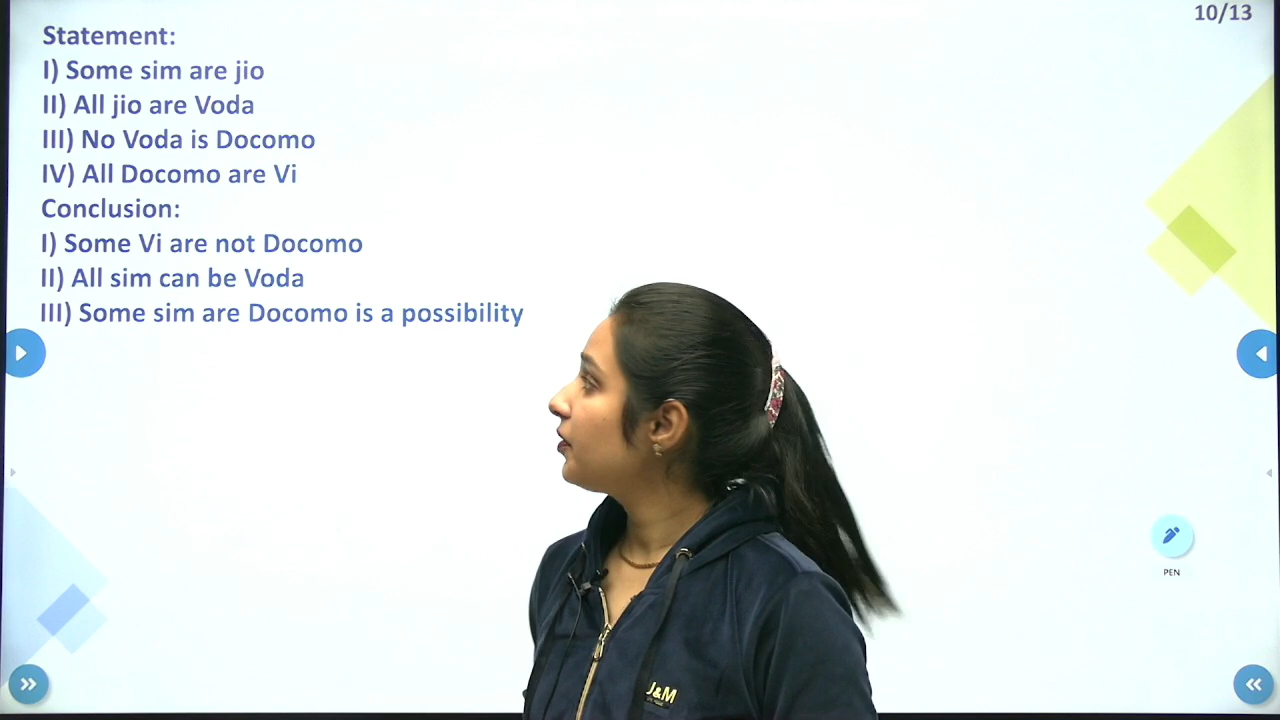 10/13
Statement:
I) Some sim are jio
II) All jio are Voda
III) No Voda is Docomo
IV) All Docomo are Vi
Conclusion:
I) Some Vi are not Docomo
II) All sim can be Voda
III) Some sim are Docomo is a possibility
PEN
J&M